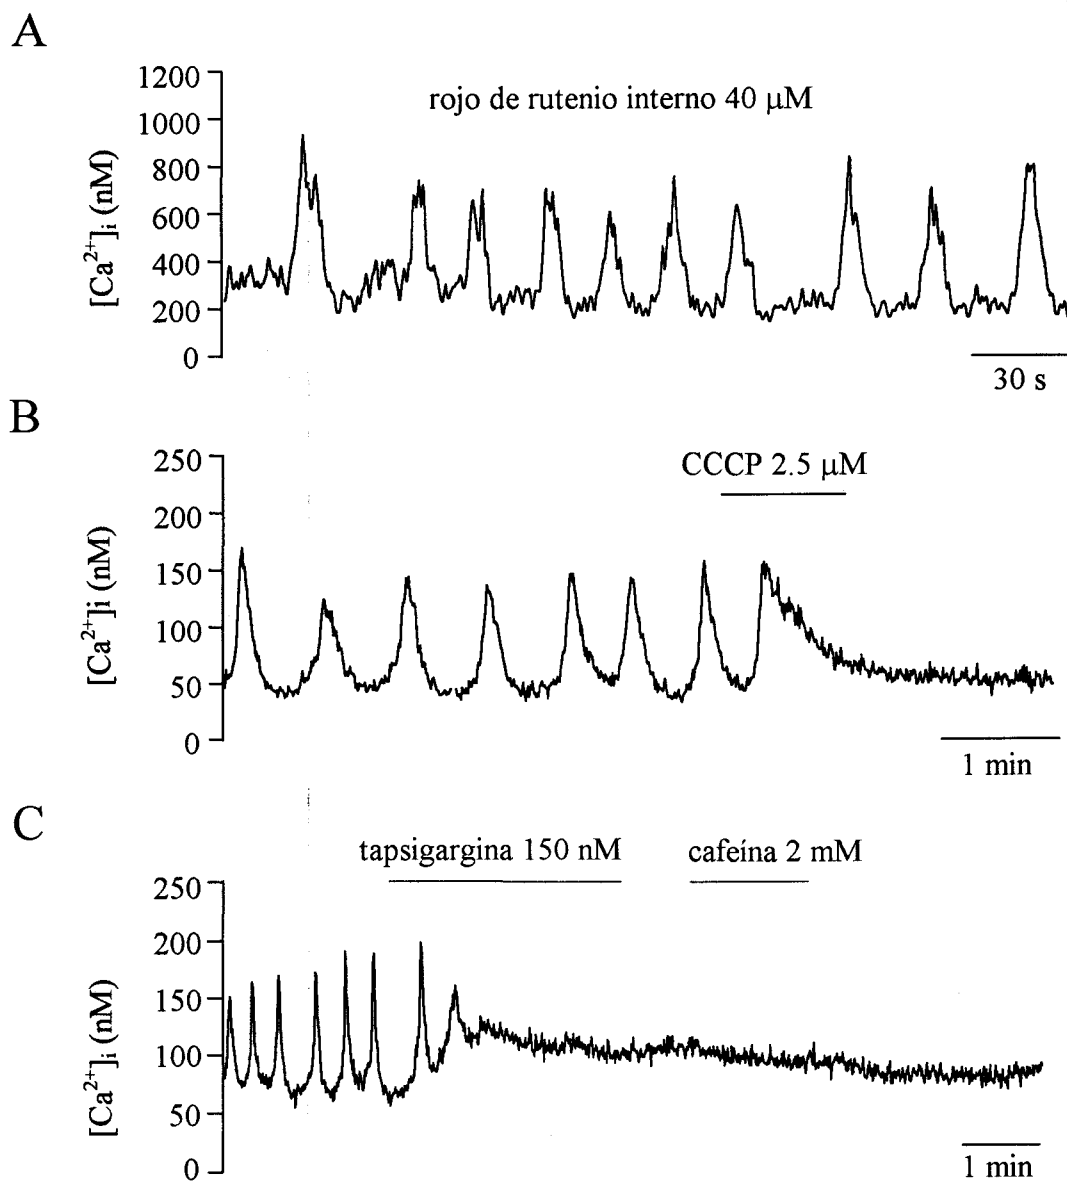 A
1200
rojo de rutenio interno 40 µM
1000
800
600
400
200
0
[Ca²⁺]ᵢ (nM)
30 s
B
250
CCCP 2.5 µM
200
150
100
50
0
[Ca²⁺]i (nM)
1 min
C
tapsigargina 150 nM
cafeína 2 mM
250
200
150
100
50
0
[Ca²⁺]ᵢ (nM)
1 min